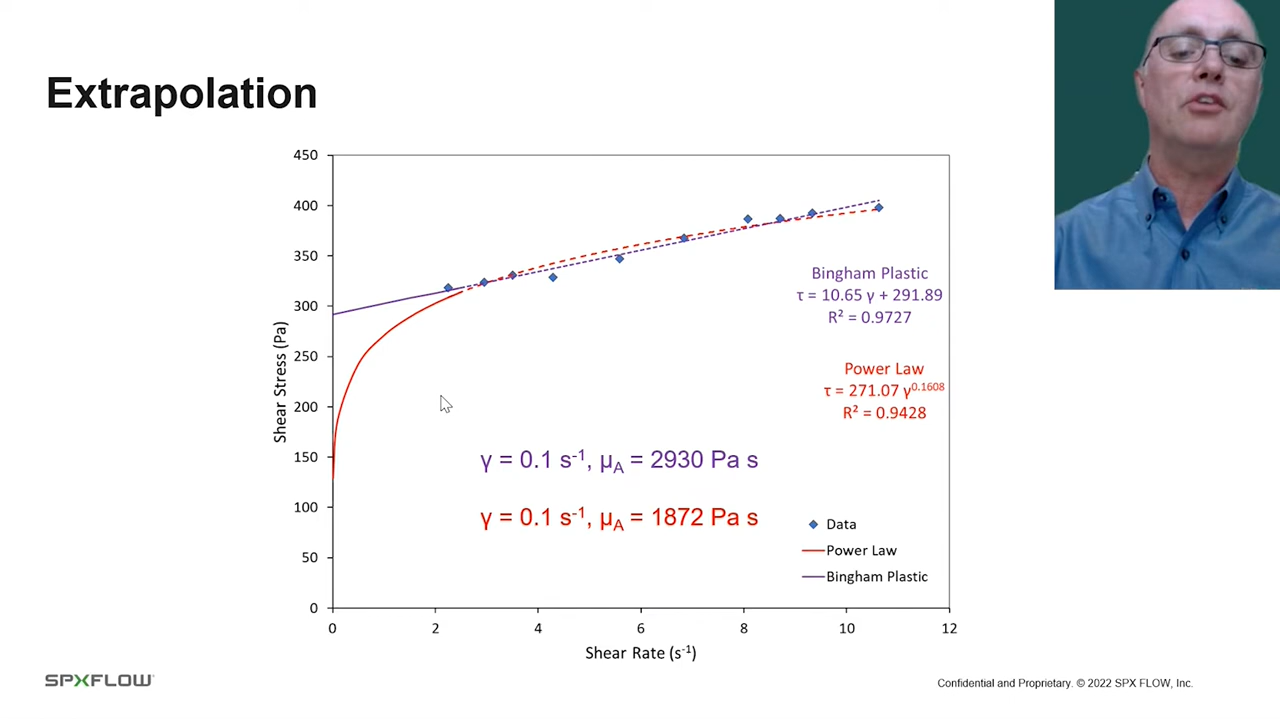 Extrapolation
450
400
350
300
250
200
150
100
50
0
Shear Stress (Pa)
Bingham Plastic
τ = 10.65 γ + 291.89
R² = 0.9727
Power Law
τ = 271.07 γ^0.1608
R² = 0.9428
γ = 0.1 s⁻¹, μ_A = 2930 Pa s
γ = 0.1 s⁻¹, μ_A = 1872 Pa s
Data
Power Law
Bingham Plastic
0 2 4 6 8 10 12
Shear Rate (s⁻¹)
SPXFLOW
Confidential and Proprietary. © 2022 SPX FLOW, Inc.